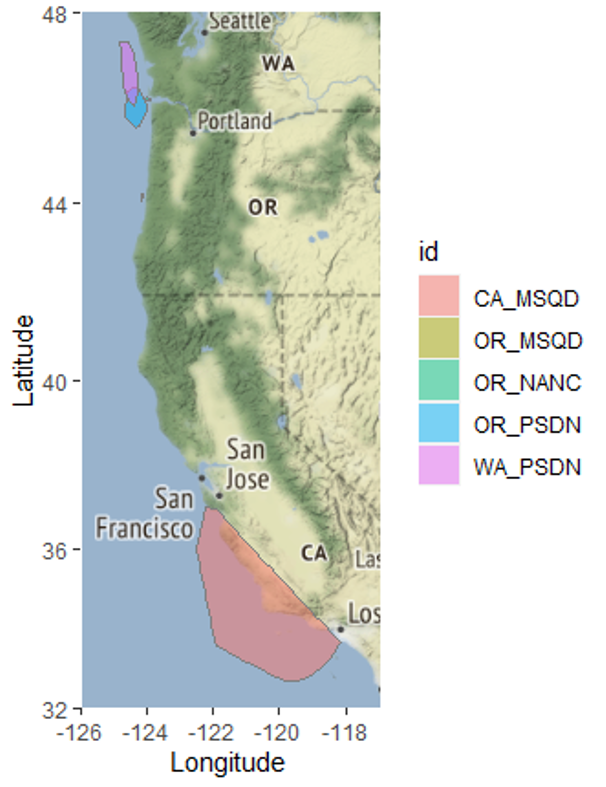 48
Seattle
WA
Portland
44
OR
id
CA_MSQD
OR_MSQD
OR_NANC
OR_PSDN
WA_PSDN
Latitude
40
San
Jose
San
Francisco
36
CA
Las
Los
32
-126 -124 -122 -120 -118
Longitude